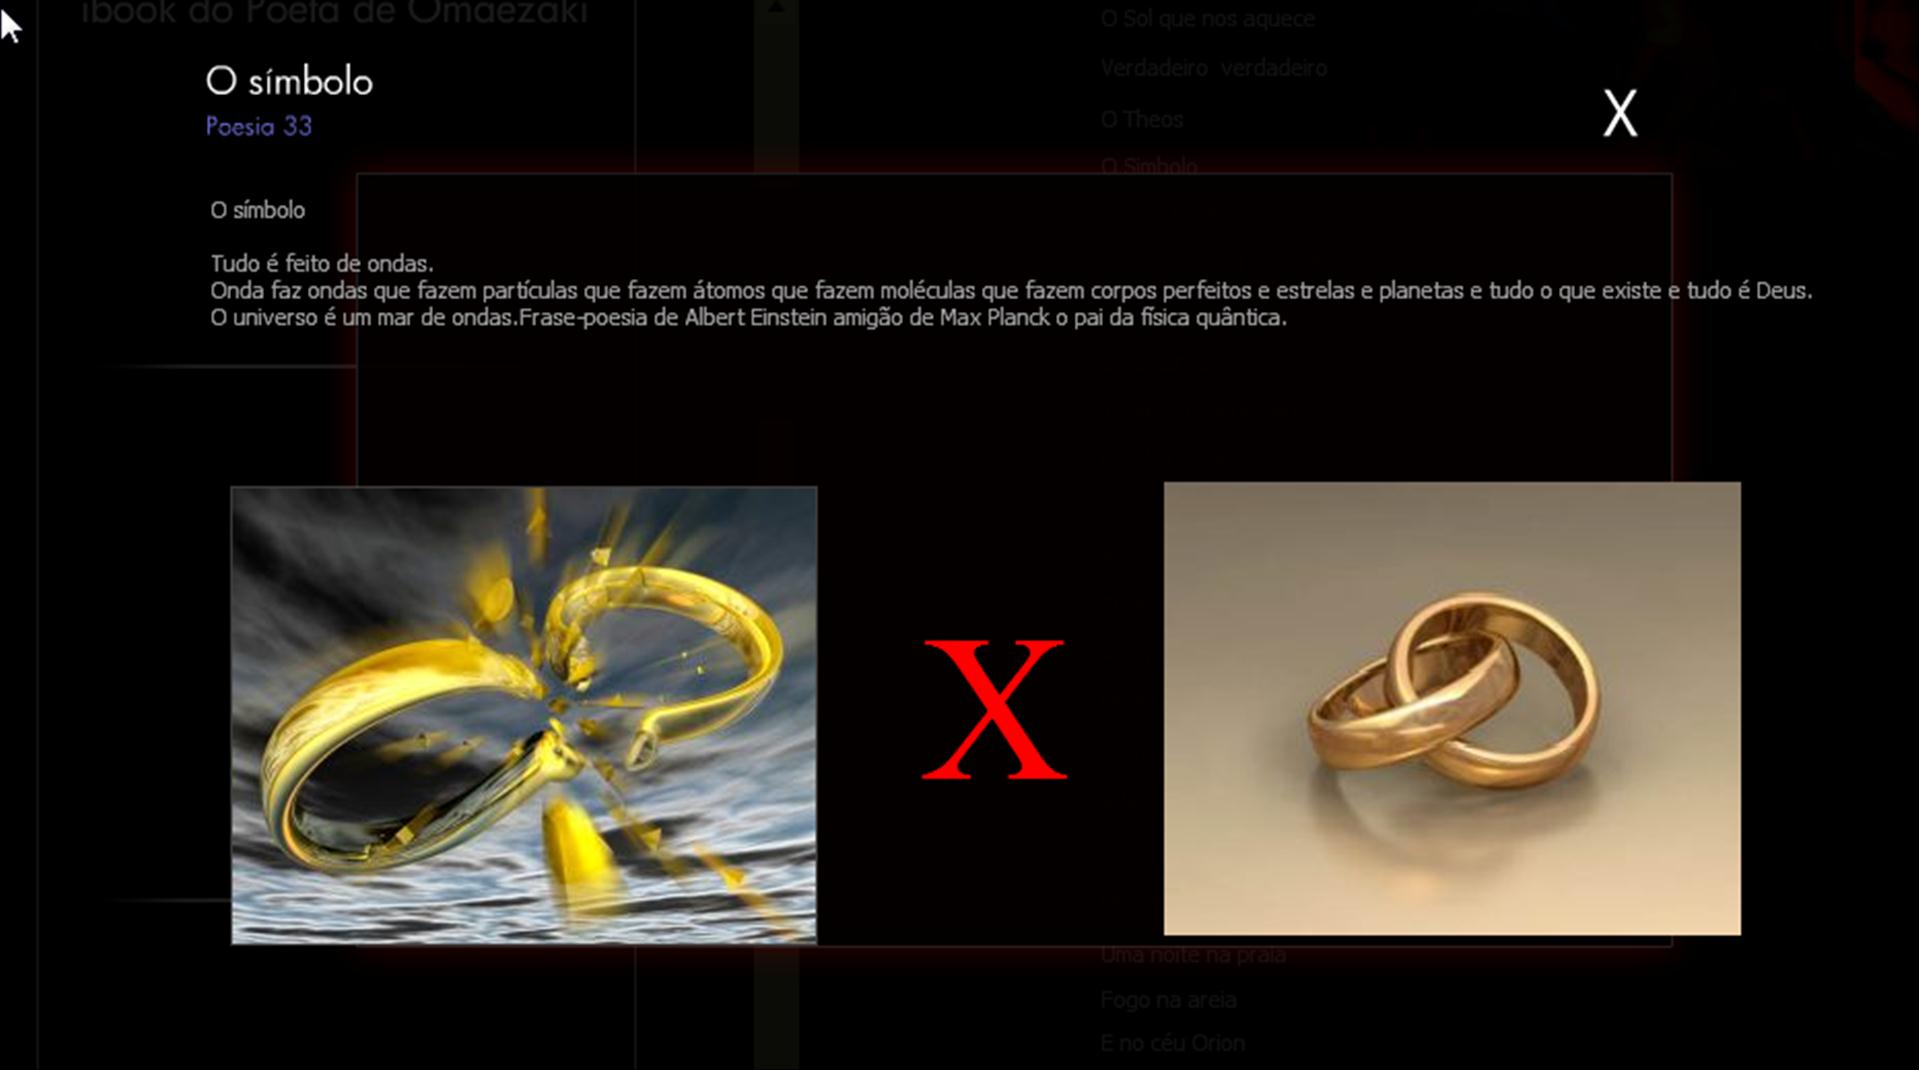 ibook do Poeta de Omaezaki
O Sol que nos aquece
Verdadeiro verdadeiro
O Theos
O Simbolo
O símbolo
Poesia 33
X
O símbolo
Tudo é feito de ondas.
Onda faz ondas que fazem partículas que fazem átomos que fazem moléculas que fazem corpos perfeitos e estrelas e planetas e tudo o que existe e tudo é Deus.
O universo é um mar de ondas.Frase-poesia de Albert Einstein amigão de Max Planck o pai da física quântica.
X
Uma noite na praia
Fogo na areia
E no céu Orion